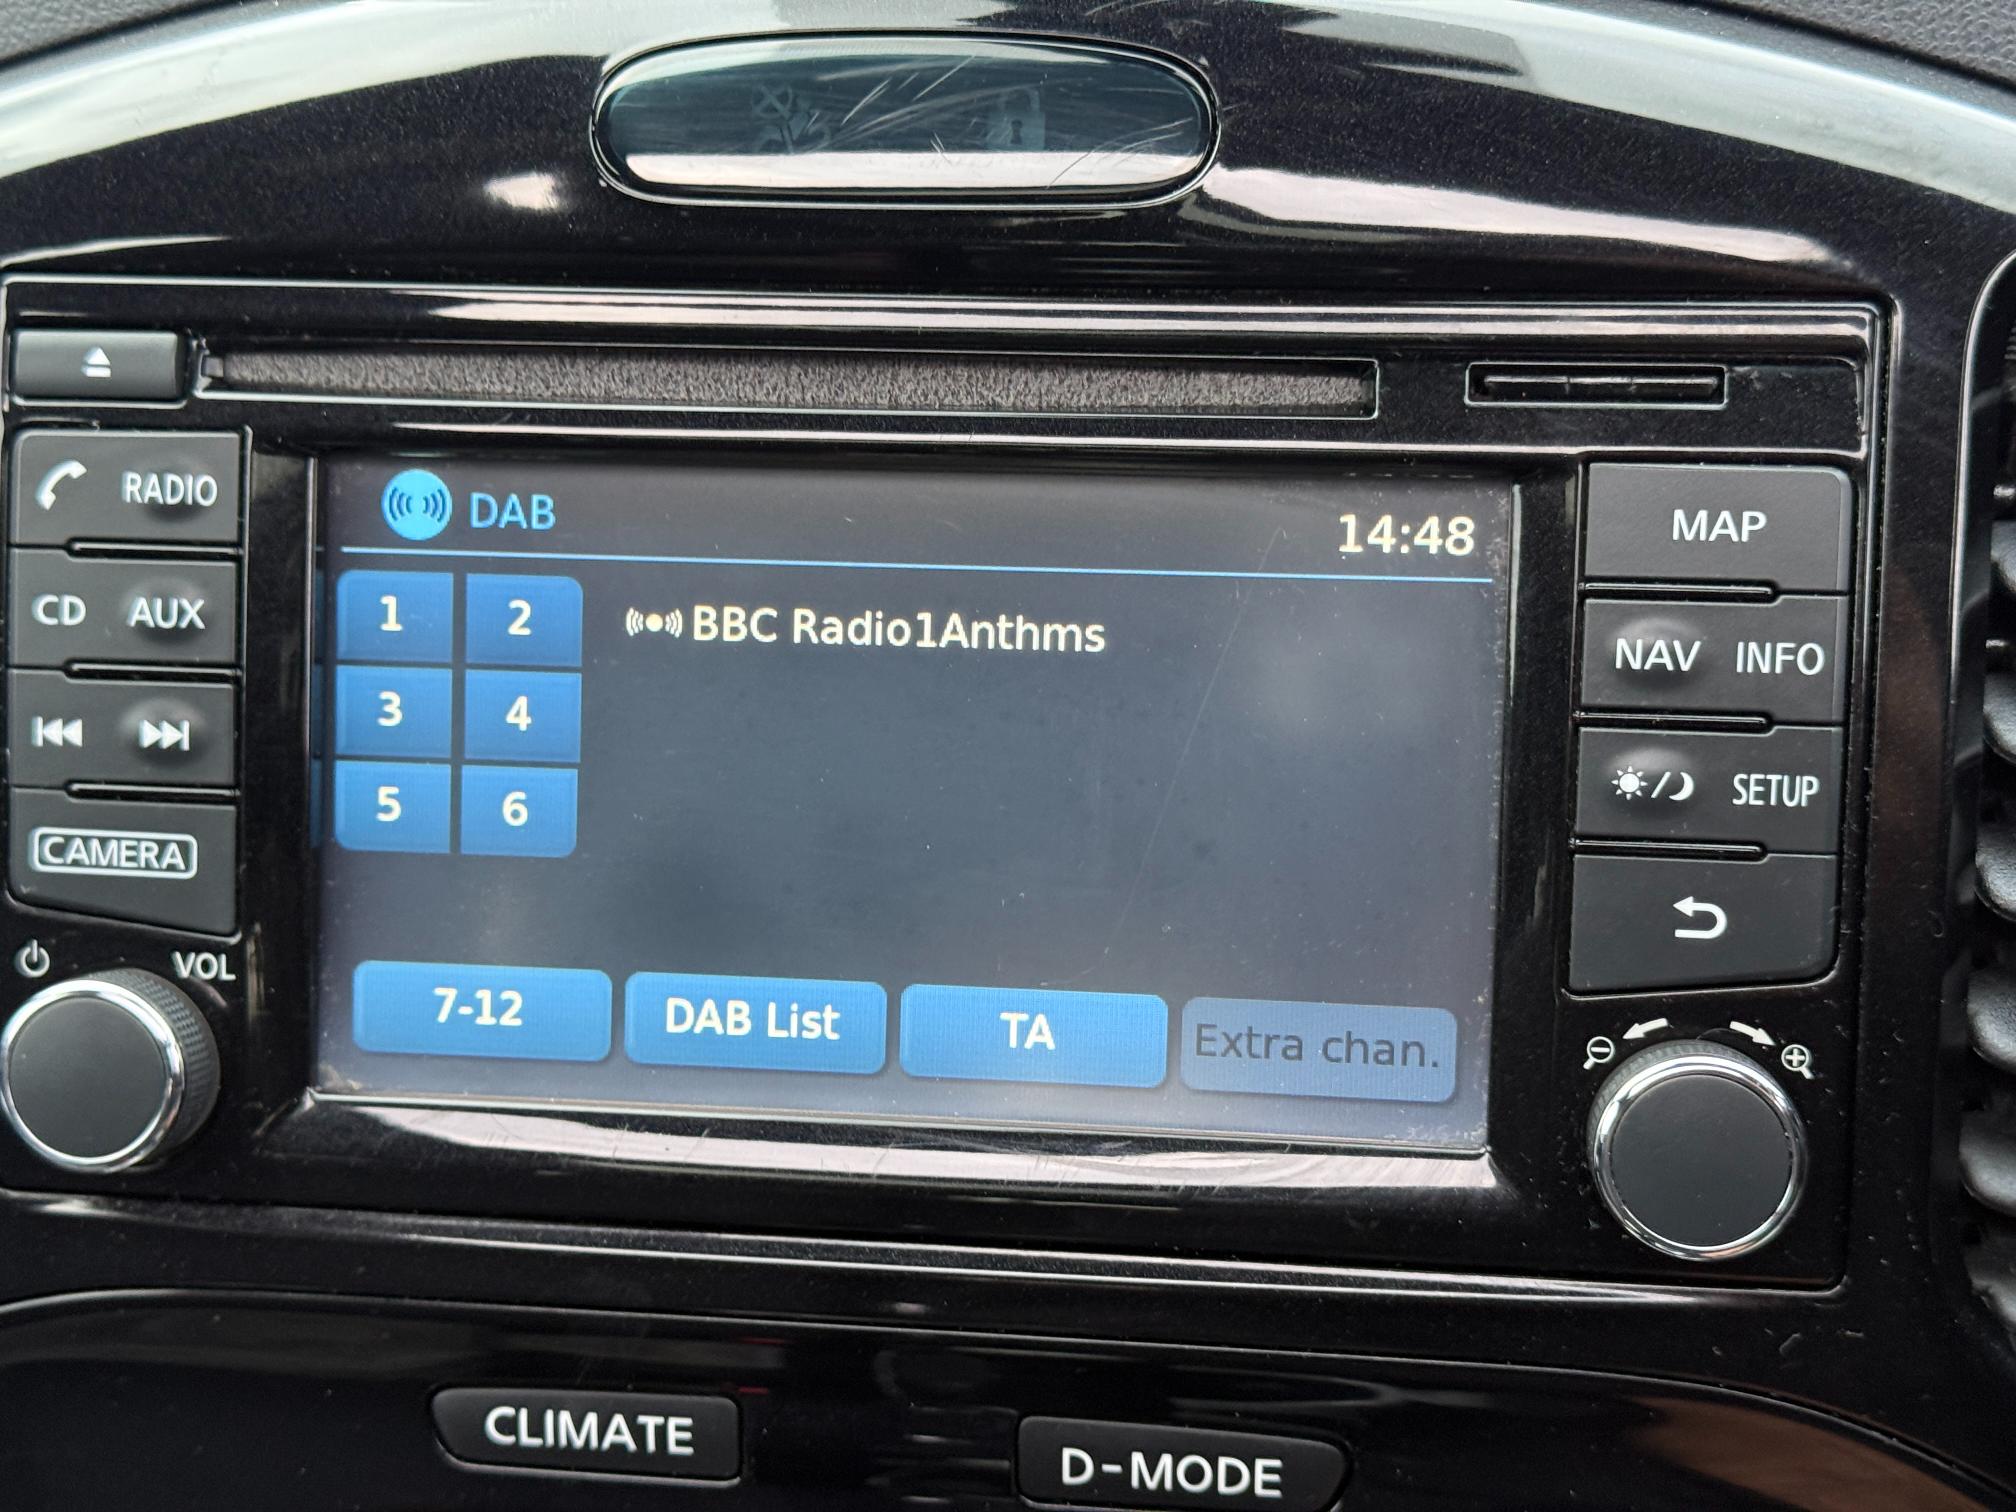 RADIO
CD AUX
CAMERA
VOL
DAB 14:48
1 2
BBC Radio1Anthms
3 4
5 6
7-12 DAB List TA Extra chan.
MAP
NAV INFO
SETUP
CLIMATE
D-MODE